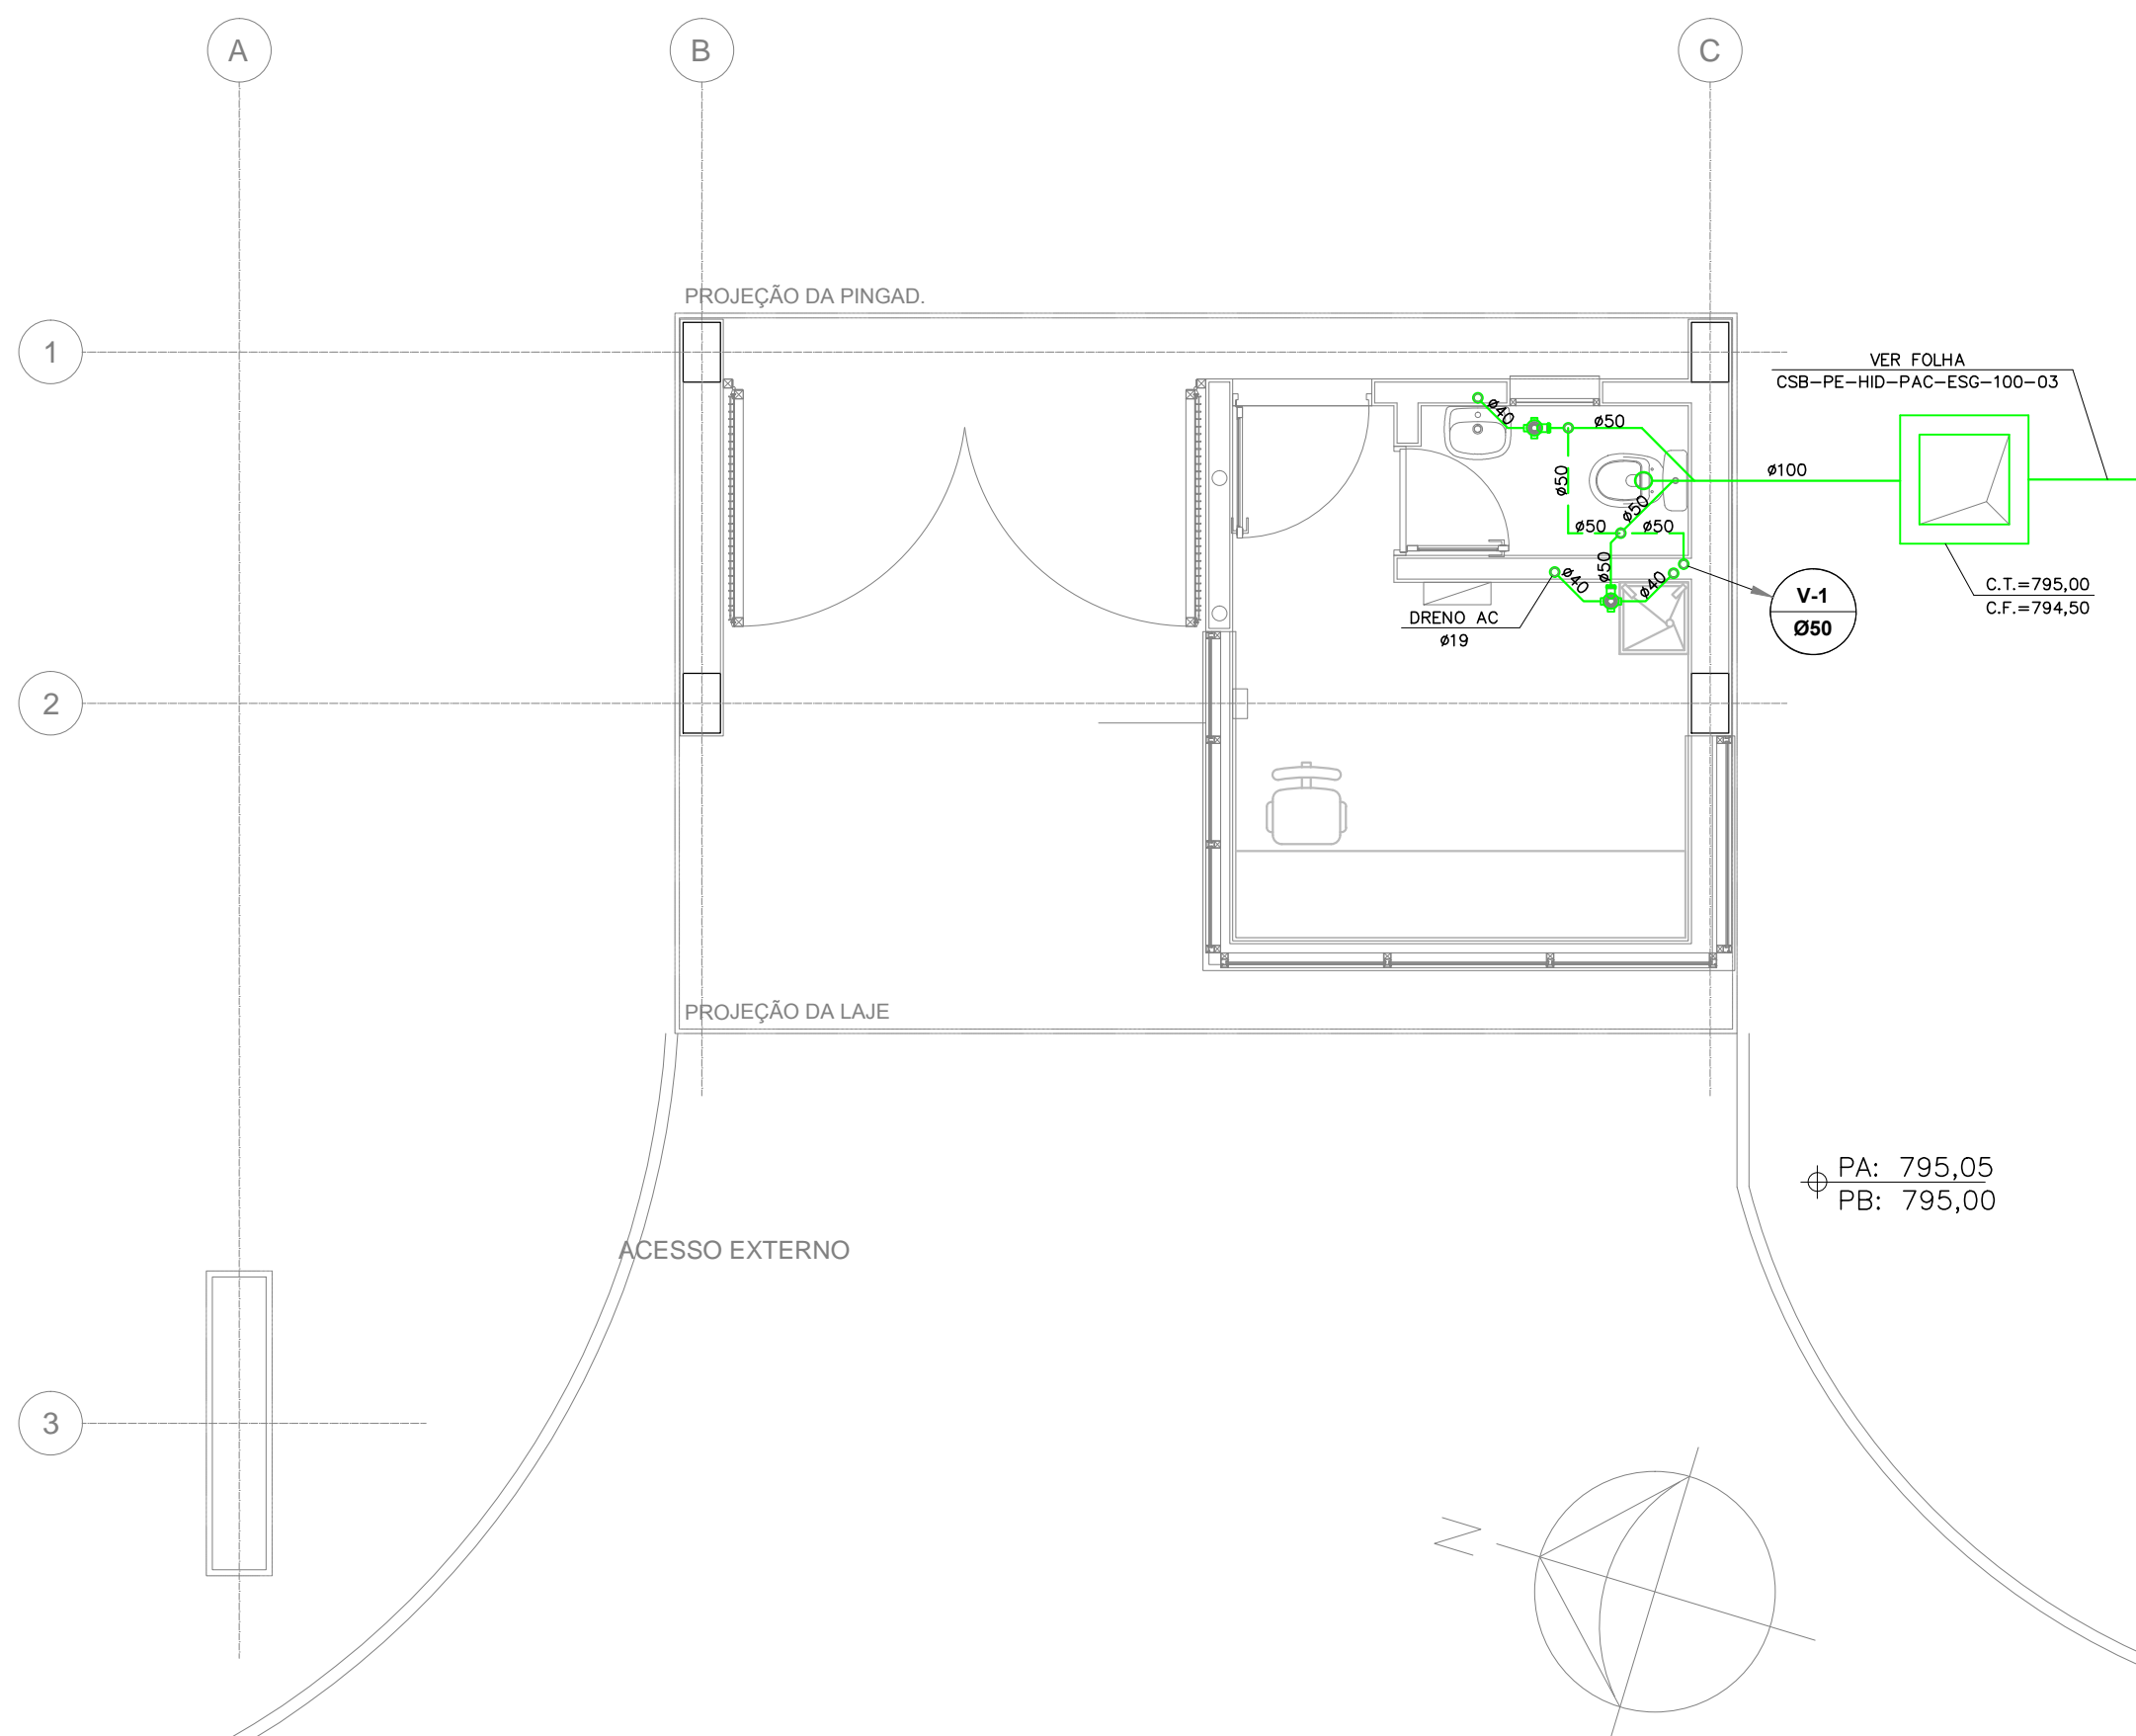 A
B
C
PROJEÇÃO DA PINGAD.
1
VER FOLHA
CSB-PE-HID-PAC-ESG-100-03
ø40
ø50
ø100
ø50
ø50
ø50
ø50
ø50
ø40
ø40
DRENO AC
ø19
V-1
Ø50
C.T.=795,00
C.F.=794,50
2
PROJEÇÃO DA LAJE
PA: 795,05
PB: 795,00
ACESSO EXTERNO
3
N